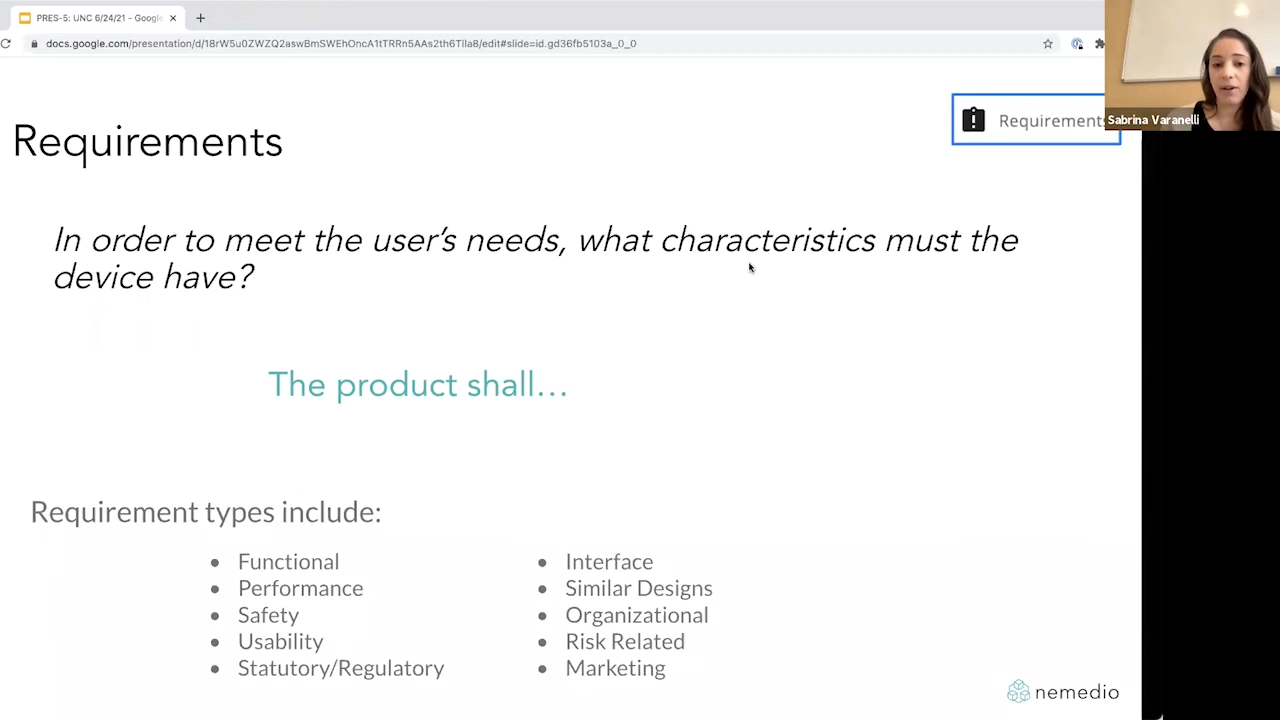 PRES-5: UNC 6/24/21 - Google
docs.google.com/presentation/d/18rW5u0ZWZQ2aswBmSWEhOncA1tTRRn5AAs2th6TIla8/edit#slide=id.gd36fb5103a_0_0
Requirements
Requirements
Sabrina Varanelli
In order to meet the user's needs, what characteristics must the
device have?
The product shall...
Requirement types include:
• Functional
• Performance
• Safety
• Usability
• Statutory/Regulatory
• Interface
• Similar Designs
• Organizational
• Risk Related
• Marketing
nemedio